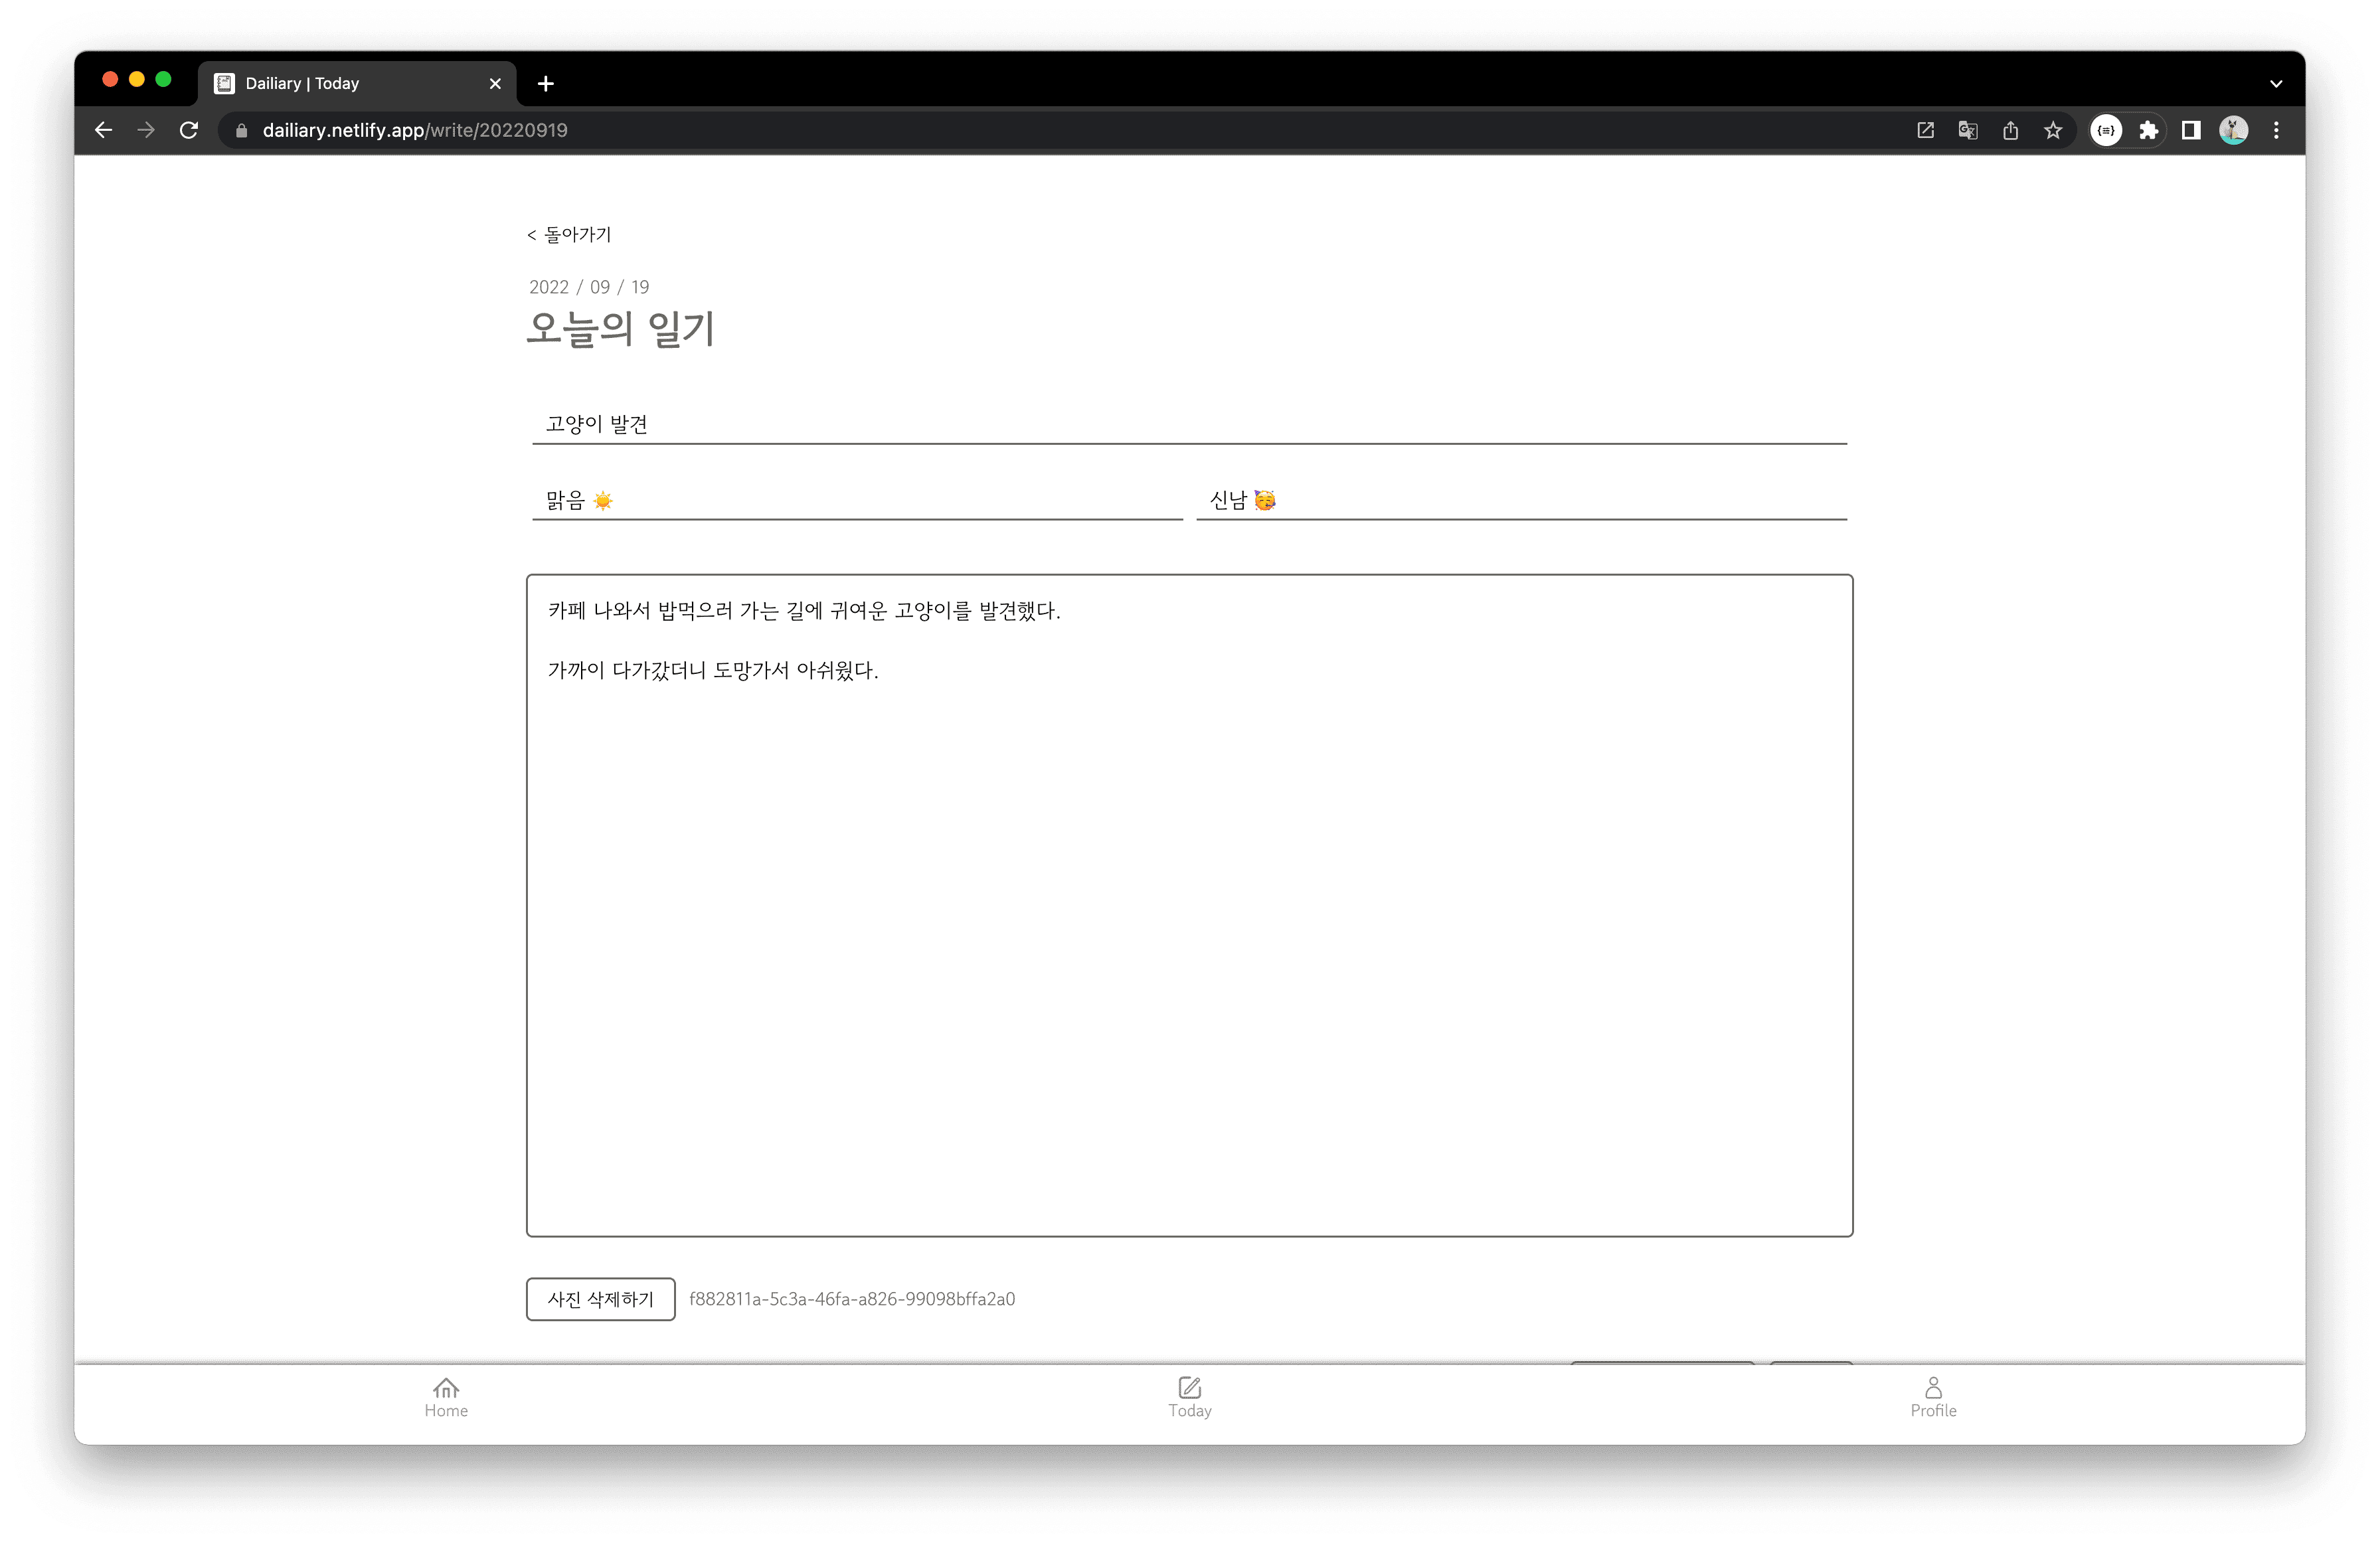 Dailiary | Today
dailiary.netlify.app/write/20220919
< 돌아가기
2022 / 09 / 19
오늘의 일기
고양이 발견
맑음 ☀️
신남 🥳
카페 나와서 밥먹으러 가는 길에 귀여운 고양이를 발견했다.
가까이 다가갔더니 도망가서 아쉬웠다.
사진 삭제하기 f882811a-5c3a-46fa-a826-99098bffa2a0
Home
Today
Profile